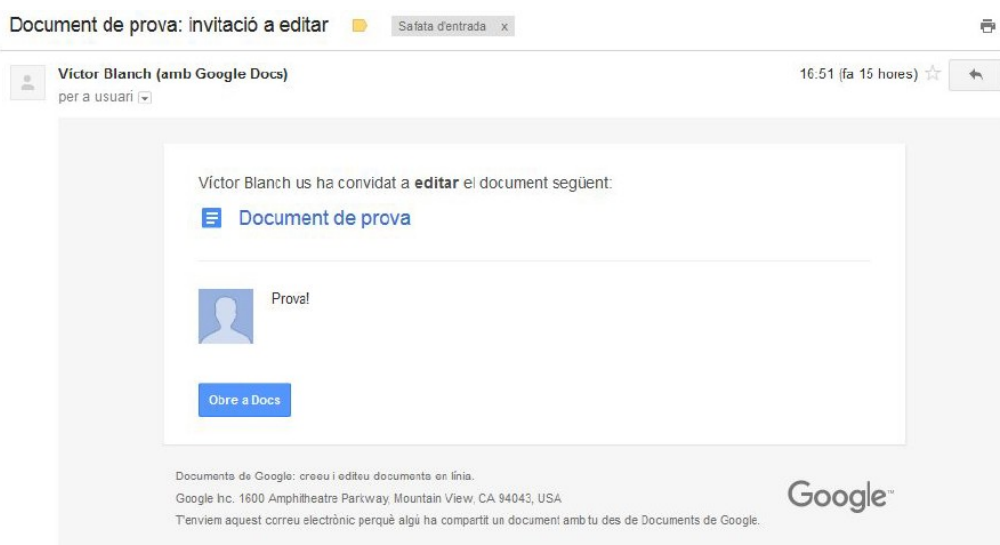 Document de prova: invitació a editar
Safata d'entrada x
Víctor Blanch (amb Google Docs)
16:51 (fa 15 hores)
per a usuari
Víctor Blanch us ha convidat a editar el document següent:
Document de prova
Prova!
Obre a Docs
Documents de Google: creeu i editeu documents en línia.
Google Inc. 1600 Amphitheatre Parkway, Mountain View, CA 94043, USA
T'enviem aquest correu electrònic perquè algú ha compartit un document amb tu des de Documents de Google.
Google™